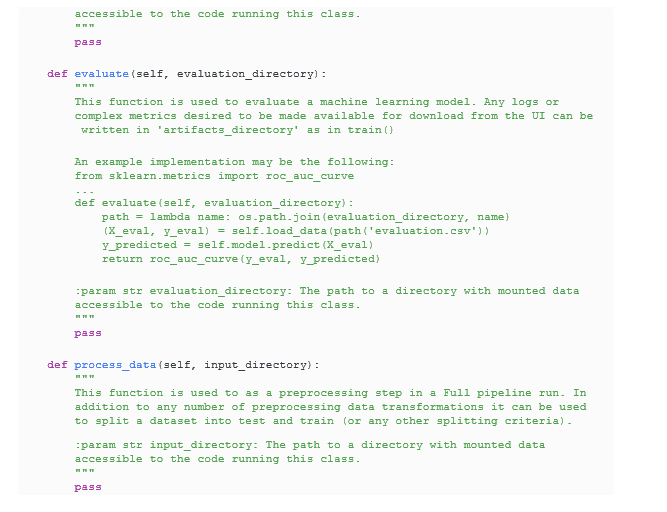 accessible to the code running this class.
"""
pass
def evaluate(self, evaluation_directory):
"""
This function is used to evaluate a machine learning model. Any logs or
complex metrics desired to be made available for download from the UI can be
written in 'artifacts_directory' as in train()
An example implementation may be the following:
from sklearn.metrics import roc_auc_curve
...
def evaluate(self, evaluation_directory):
path = lambda name: os.path.join(evaluation_directory, name)
(X_eval, y_eval) = self.load_data(path('evaluation.csv'))
y_predicted = self.model.predict(X_eval)
return roc_auc_curve(y_eval, y_predicted)
:param str evaluation_directory: The path to a directory with mounted data
accessible to the code running this class.
"""
pass
def process_data(self, input_directory):
"""
This function is used to as a preprocessing step in a Full pipeline run. In
addition to any number of preprocessing data transformations it can be used
to split a dataset into test and train (or any other splitting criteria).
:param str input_directory: The path to a directory with mounted data
accessible to the code running this class.
"""
pass